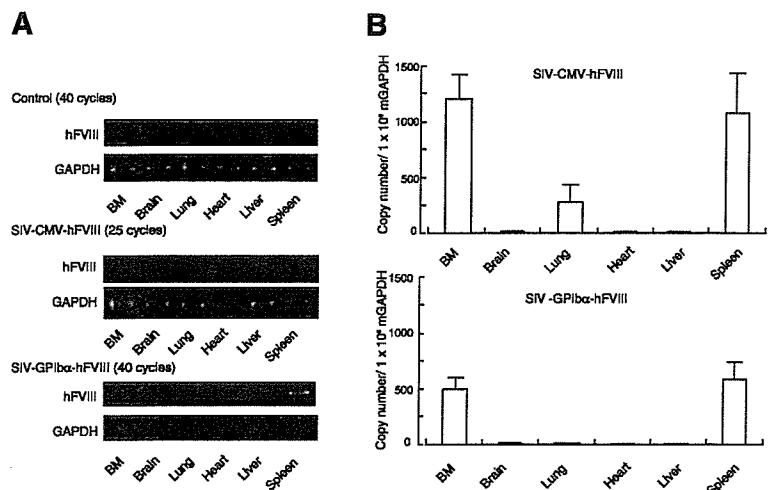 A
Control (40 cycles)
hFVIII
GAPDH
BM Brain Lung Heart Liver Spleen
SIV-CMV-hFVIII (25 cycles)
hFVIII
GAPDH
BM Brain Lung Heart Liver Spleen
SIV-GPIbα-hFVIII (40 cycles)
hFVIII
GAPDH
BM Brain Lung Heart Liver Spleen
B
SIV-CMV-hFVIII
Copy number/ 1 x 10⁶ mGAPDH
1500
1000
500
0
BM Brain Lung Heart Liver Spleen
SIV -GPIbα-hFVIII
Copy number/ 1 x 10⁶ mGAPDH
1500
1000
500
0
BM Brain Lung Heart Liver Spleen